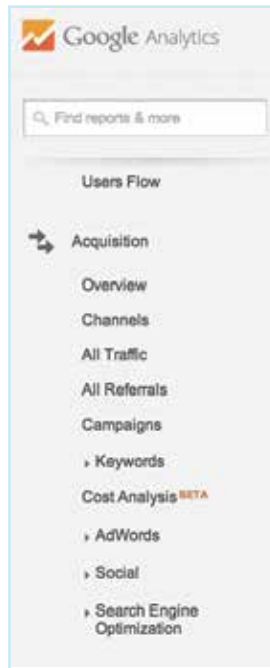 Google Analytics
Find reports & more
Users Flow
Acquisition
Overview
Channels
All Traffic
All Referrals
Campaigns
Keywords
Cost Analysis BETA
AdWords
Social
Search Engine
Optimization